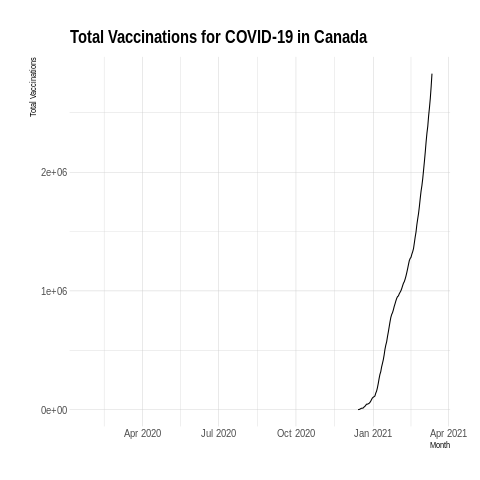 Total Vaccinations for COVID-19 in Canada
Total Vaccinations
2e+06
1e+06
0e+00
Apr 2020 Jul 2020 Oct 2020 Jan 2021 Apr 2021
Month